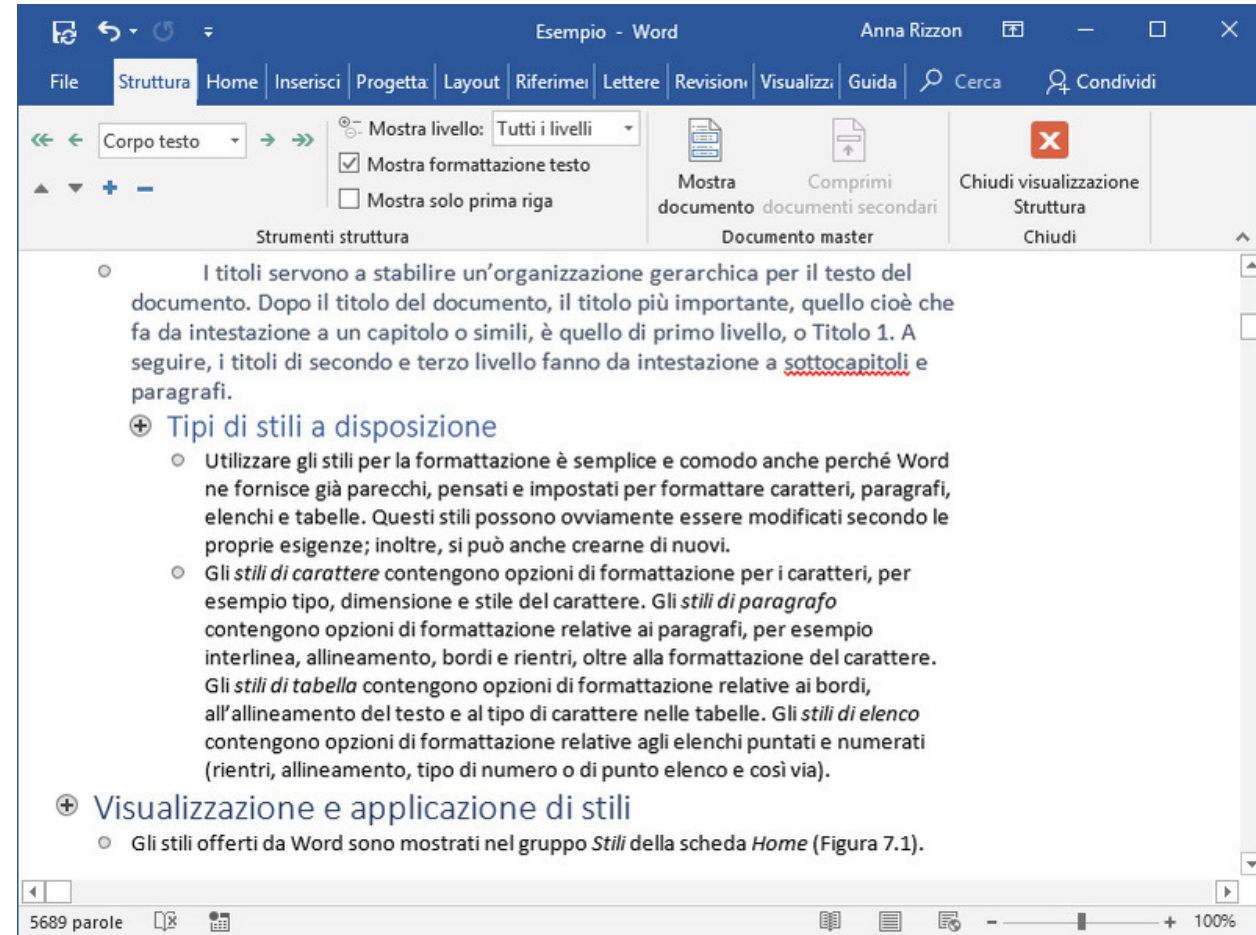 Esempio - Word Anna Rizzon
File Struttura Home Inserisci Progetta Layout Riferimei Lettere Revision Visualizz Guida Cerca Condividi
Corpo testo Mostra livello: Tutti i livelli
Mostra formattazione testo
Mostra solo prima riga
Mostra documento
Comprimi documenti secondari
Chiudi visualizzazione Struttura
Strumenti struttura Documento master Chiudi
I titoli servono a stabilire un’organizzazione gerarchica per il testo del
documento. Dopo il titolo del documento, il titolo più importante, quello cioè che
fa da intestazione a un capitolo o simili, è quello di primo livello, o Titolo 1. A
seguire, i titoli di secondo e terzo livello fanno da intestazione a sottocapitoli e
paragrafi.
Tipi di stili a disposizione
Utilizzare gli stili per la formattazione è semplice e comodo anche perché Word
ne fornisce già parecchi, pensati e impostati per formattare caratteri, paragrafi,
elenchi e tabelle. Questi stili possono ovviamente essere modificati secondo le
proprie esigenze; inoltre, si può anche crearne di nuovi.
Gli stili di carattere contengono opzioni di formattazione per i caratteri, per
esempio tipo, dimensione e stile del carattere. Gli stili di paragrafo
contengono opzioni di formattazione relative ai paragrafi, per esempio
interlinea, allineamento, bordi e rientri, oltre alla formattazione del carattere.
Gli stili di tabella contengono opzioni di formattazione relative ai bordi,
all’allineamento del testo e al tipo di carattere nelle tabelle. Gli stili di elenco
contengono opzioni di formattazione relative agli elenchi puntati e numerati
(rientri, allineamento, tipo di numero o di punto elenco e così via).
Visualizzazione e applicazione di stili
Gli stili offerti da Word sono mostrati nel gruppo Stili della scheda Home (Figura 7.1).
5689 parole 100%